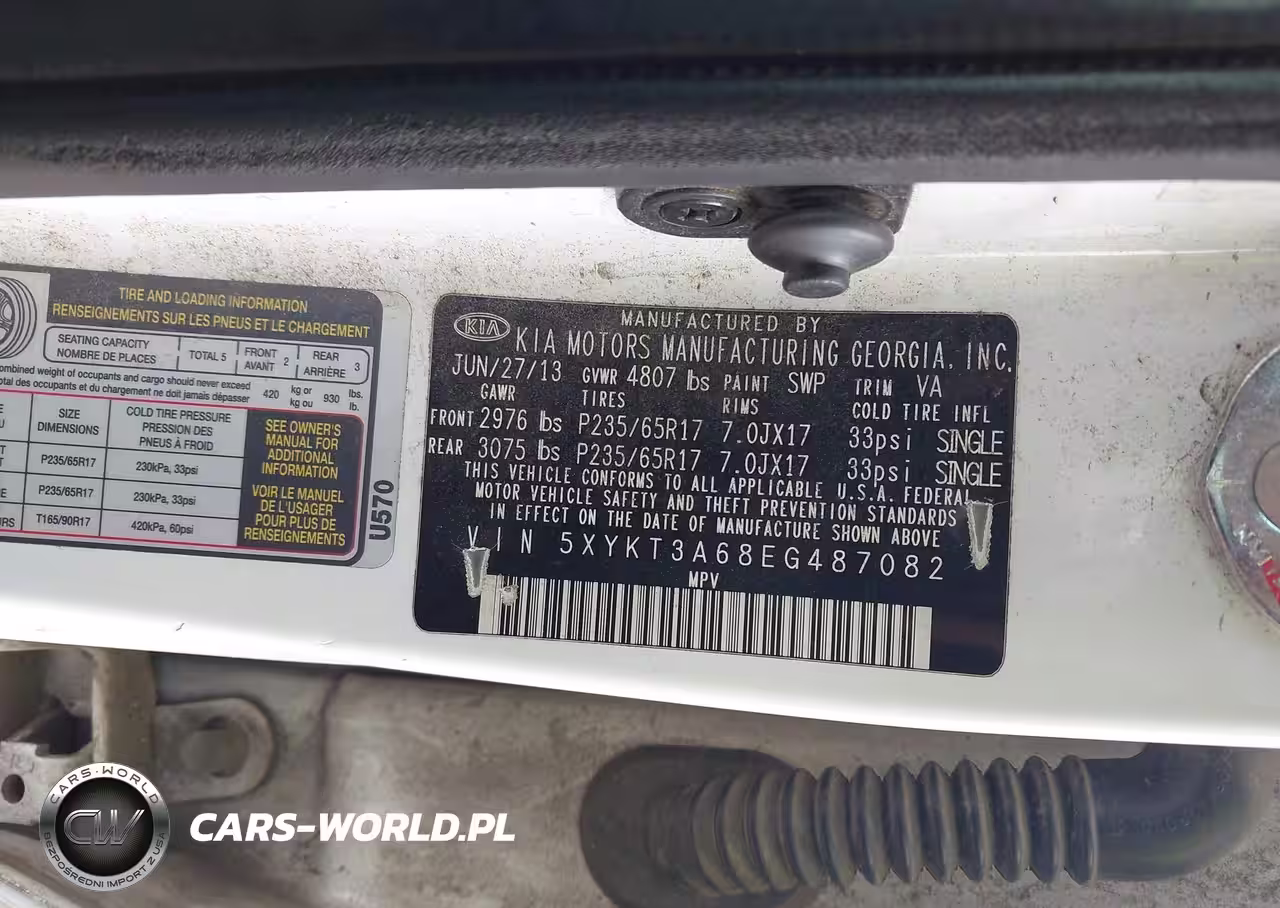 TIRE AND LOADING INFORMATION
RENSEIGNEMENTS SUR LES PNEUS ET LE CHARGEMENT
SEATING CAPACITY
NOMBRE DE PLACES
TOTAL 5
FRONT
AVANT 2
REAR
ARRIÈRE 3
combined weight of occupants and cargo should never exceed
total des occupants et du chargement ne doit jamais dépasser
420 kg or
kg ou
930 lbs.
lb.
SIZE
DIMENSIONS
COLD TIRE PRESSURE
PRESSION DES
PNEUS À FROID
P235/65R17 230kPa, 33psi
P235/65R17 230kPa, 33psi
T165/90R17 420kPa, 60psi
SEE OWNER'S
MANUAL FOR
ADDITIONAL
INFORMATION
VOIR LE MANUEL
DE L'USAGER
POUR PLUS DE
RENSEIGNEMENTS
U570
MANUFACTURED BY
KIA KIA MOTORS MANUFACTURING GEORGIA, INC.
JUN/27/13 GVWR 4807 lbs PAINT SWP TRIM VA
GAWR TIRES RIMS COLD TIRE INFL
FRONT 2976 lbs P235/65R17 7.0JX17 33psi SINGLE
REAR 3075 lbs P235/65R17 7.0JX17 33psi SINGLE
THIS VEHICLE CONFORMS TO ALL APPLICABLE U.S.A. FEDERAL
MOTOR VEHICLE SAFETY AND THEFT PREVENTION STANDARDS
IN EFFECT ON THE DATE OF MANUFACTURE SHOWN ABOVE
VIN 5XYKT3A68EG487082
MPV
CARS-WORLD
CW
BEZPOŚREDNI IMPORT Z USA
CARS-WORLD.PL